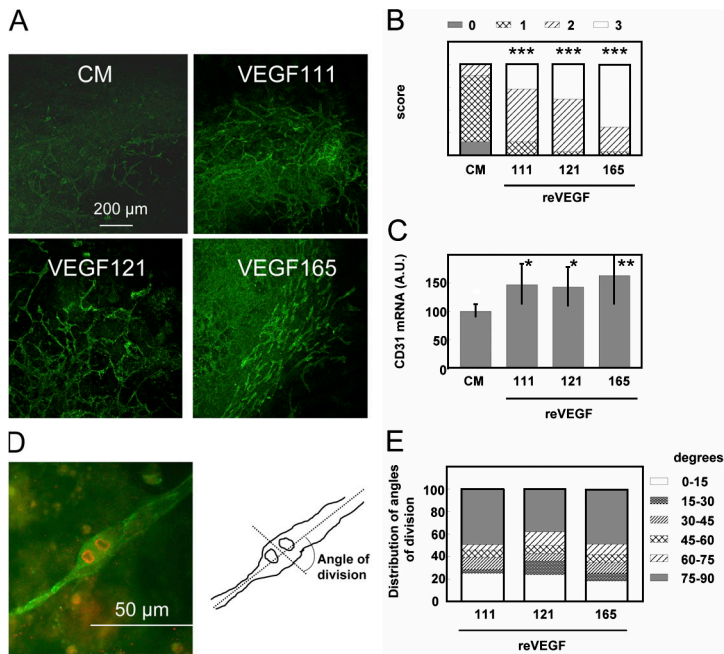 A
CM
VEGF111
200 µm
VEGF121
VEGF165
B
0 1 2 3
*** *** ***
score
CM 111 121 165
reVEGF
C
CD31 mRNA (A.U.)
150
100
50
0
* * **
CM 111 121 165
reVEGF
D
50 µm
Angle of
division
E
degrees
Distribution of angles
of division
100
80
60
40
20
0
0-15
15-30
30-45
45-60
60-75
75-90
111 121 165
reVEGF